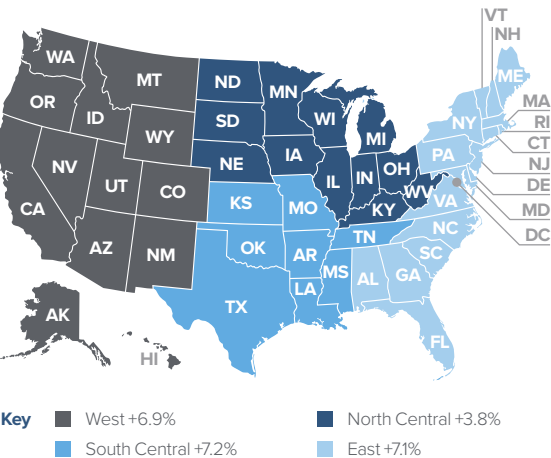 VT
NH
WA
MT
ND
MN
ME
OR
ID
SD
WI
MI
NY
MA
RI
WY
CT
NE
IA
PA
NJ
NV
UT
CO
IL
IN
OH
WV
DE
CA
KS
MO
KY
VA
MD
DC
AZ
NM
OK
AR
TN
NC
SC
TX
LA
MS
AL
GA
AK
FL
HI
Key
West +6.9%
North Central +3.8%
South Central +7.2%
East +7.1%